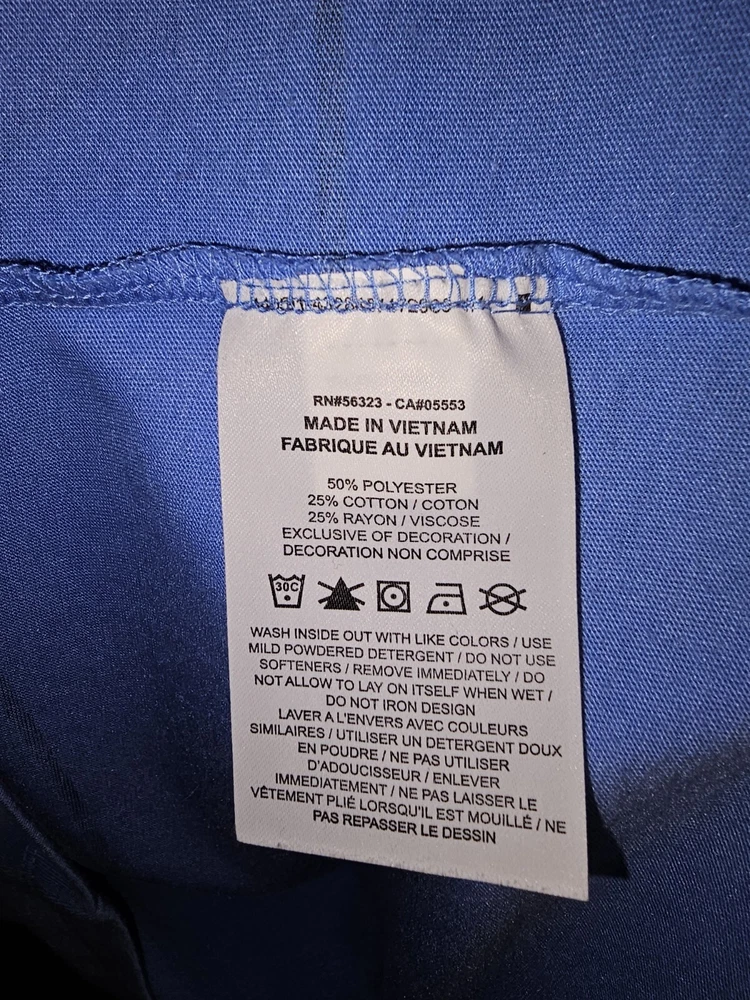 RN#56323 - CA#05553
MADE IN VIETNAM
FABRIQUE AU VIETNAM
50% POLYESTER
25% COTTON / COTON
25% RAYON / VISCOSE
EXCLUSIVE OF DECORATION /
DECORATION NON COMPRISE
30C
WASH INSIDE OUT WITH LIKE COLORS / USE
MILD POWDERED DETERGENT / DO NOT USE
SOFTENERS / REMOVE IMMEDIATELY / DO
NOT ALLOW TO LAY ON ITSELF WHEN WET /
DO NOT IRON DESIGN
LAVER A L'ENVERS AVEC COULEURS
SIMILAIRES / UTILISER UN DETERGENT DOUX
EN POUDRE / NE PAS UTILISER
D'ADOUCISSEUR / ENLEVER
IMMEDIATEMENT / NE PAS LAISSER LE
VÊTEMENT PLIÉ LORSQU'IL EST MOUILLÉ / NE
PAS REPASSER LE DESSIN